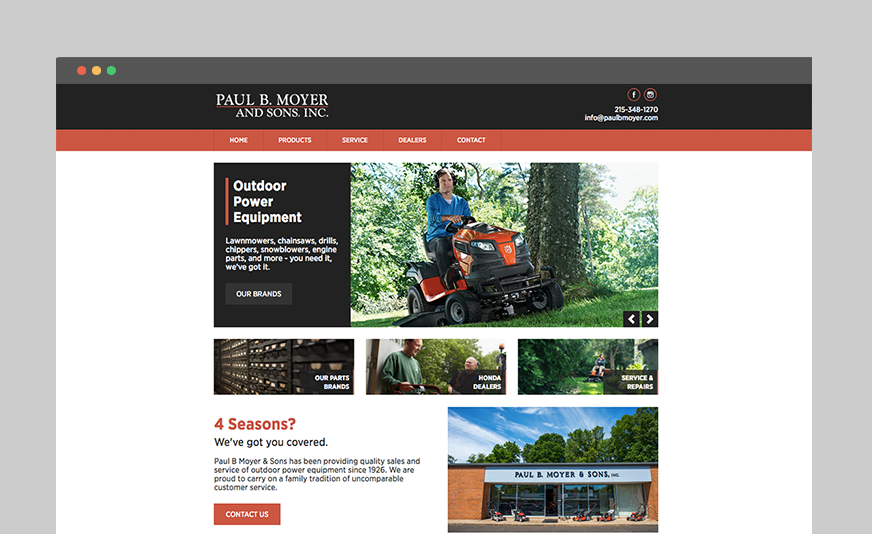 PAUL B. MOYER
AND SONS. INC.
215-348-1270
info@paulbmoyer.com
HOME
PRODUCTS
SERVICE
DEALERS
CONTACT
Outdoor
Power
Equipment
Lawnmowers, chainsaws, drills,
chippers, snowblowers, engine
parts, and more - you need it,
we've got it.
OUR BRANDS
OUR PARTS
BRANDS
HONDA
DEALERS
SERVICE &
REPAIRS
4 Seasons?
We've got you covered.
Paul B Moyer & Sons has been providing quality sales and
service of outdoor power equipment since 1926. We are
proud to carry on a family tradition of uncomparable
customer service.
CONTACT US
PAUL B. MOYER & SONS, INC.